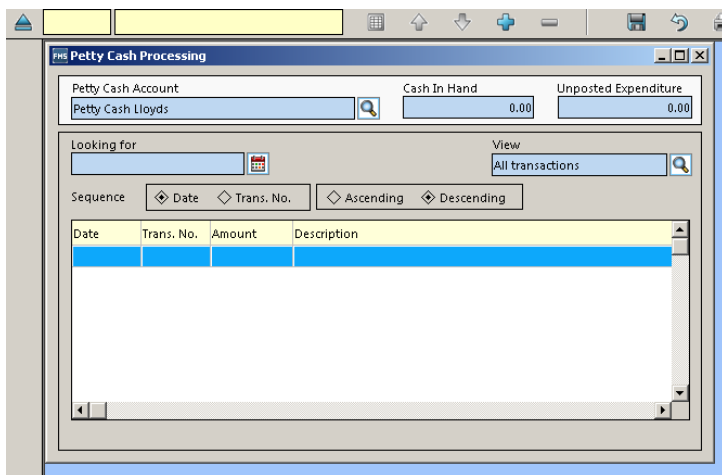 FMS Petty Cash Processing
Petty Cash Account Cash In Hand Unposted Expenditure
Petty Cash Lloyds 0.00 0.00
Looking for View
All transactions
Sequence Date Trans. No. Ascending Descending
Date Trans. No. Amount Description